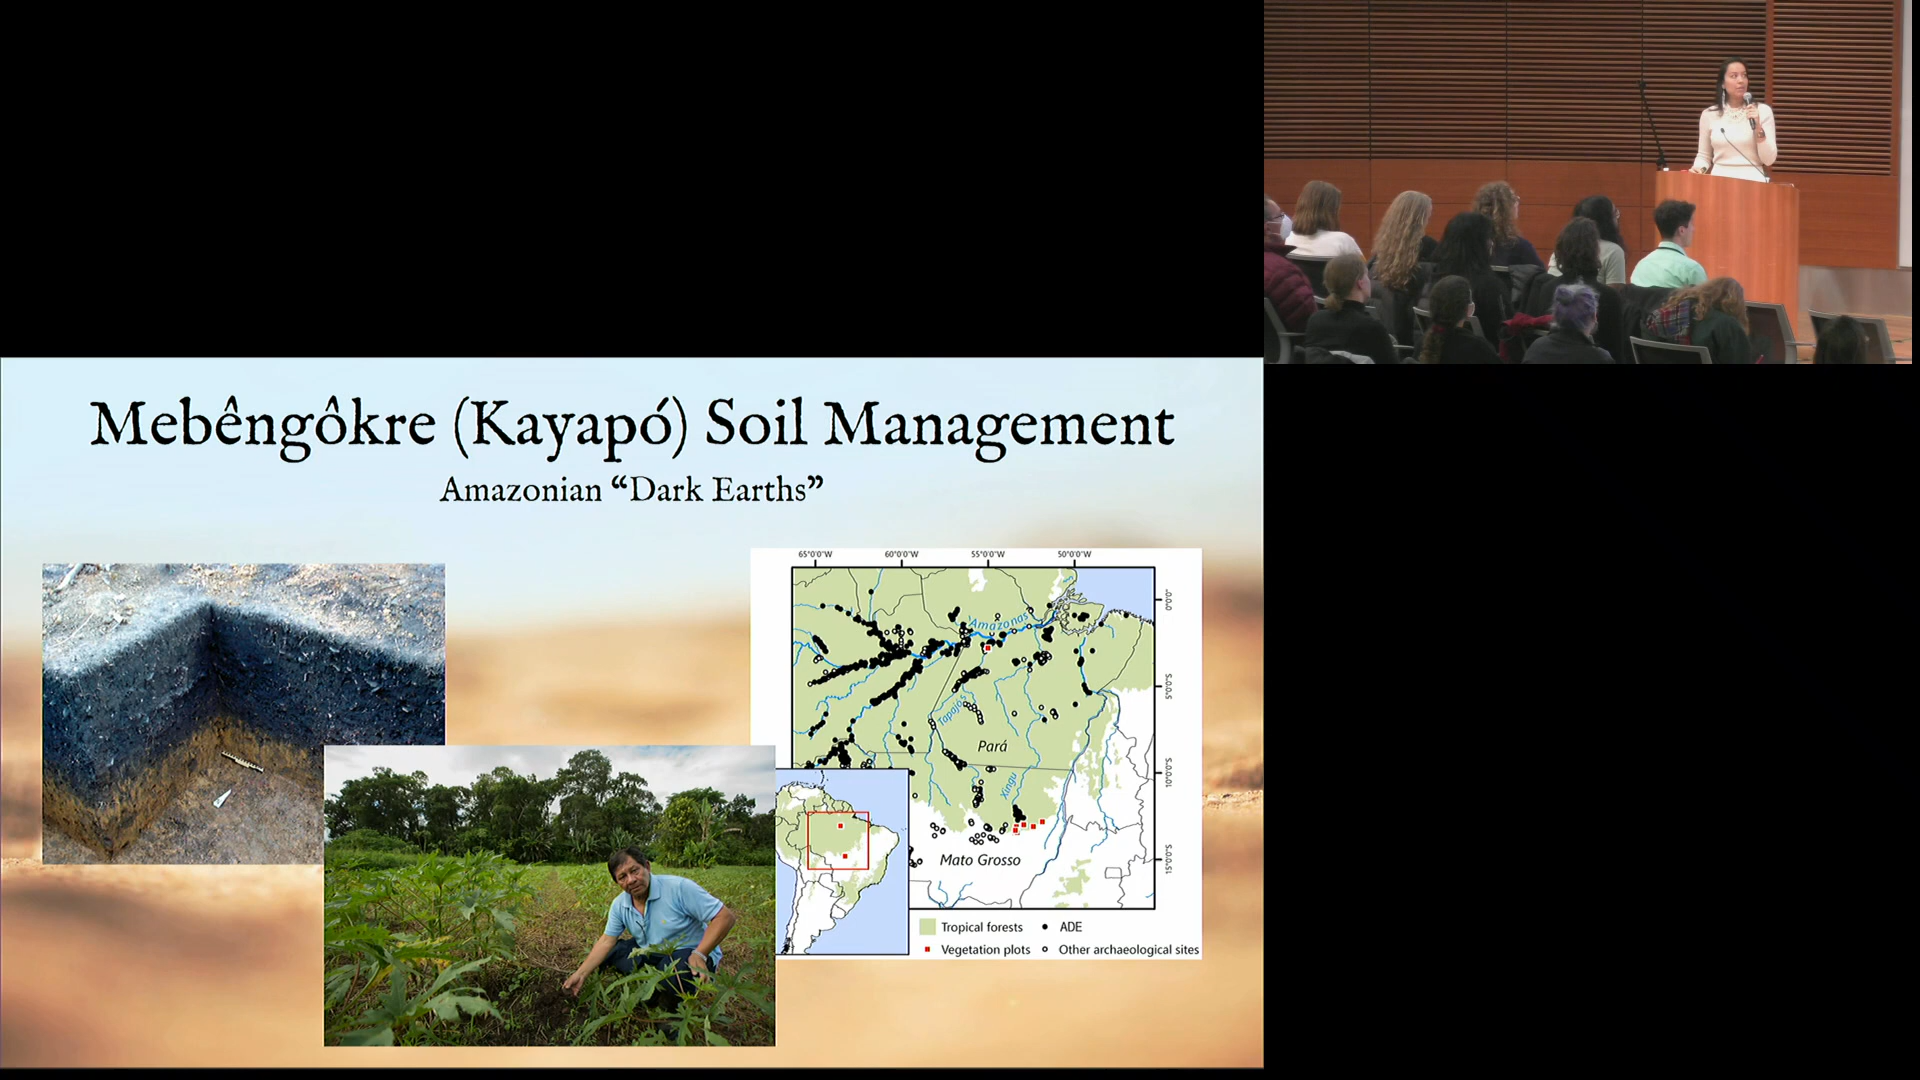 Mebêngôkre (Kayapó) Soil Management
Amazonian “Dark Earths”
65°0'0"W 60°0'0"W 55°0'0"W 50°0'0"W
0°0'0"
5°0'0"S
10°0'0"S
15°0'0"S
Amazonas
Tapajós
Pará
Xingu
Mato Grosso
Tropical forests
ADE
Vegetation plots
Other archaeological sites